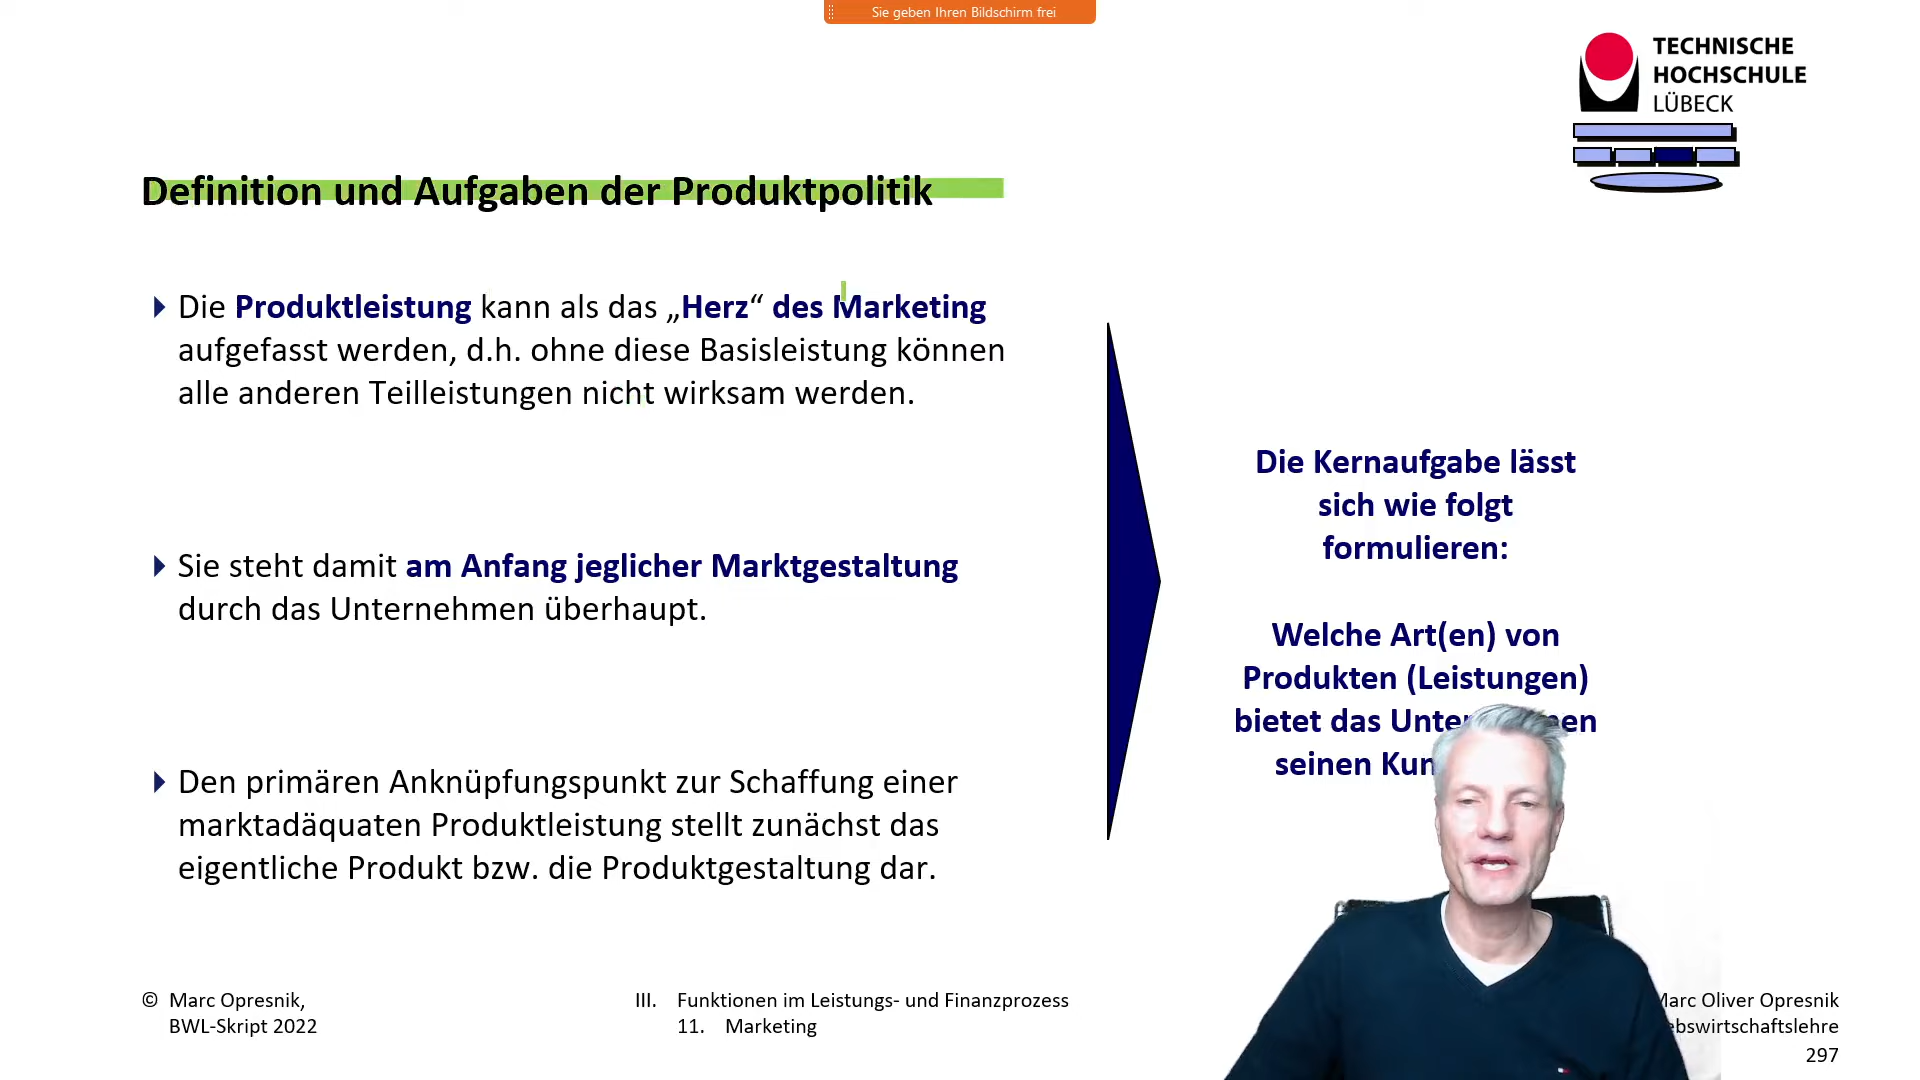 Sie geben Ihren Bildschirm frei
TECHNISCHE
HOCHSCHULE
LÜBECK
Definition und Aufgaben der Produktpolitik
Die Produktleistung kann als das „Herz“ des Marketing
aufgefasst werden, d.h. ohne diese Basisleistung können
alle anderen Teilleistungen nicht wirksam werden.
Sie steht damit am Anfang jeglicher Marktgestaltung
durch das Unternehmen überhaupt.
Den primären Anknüpfungspunkt zur Schaffung einer
marktadäquaten Produktleistung stellt zunächst das
eigentliche Produkt bzw. die Produktgestaltung dar.
Die Kernaufgabe lässt
sich wie folgt
formulieren:
Welche Art(en) von
Produkten (Leistungen)
bietet das
seinen
© Marc Opresnik,
BWL-Skript 2022
III. Funktionen im Leistungs- und Finanzprozess
11. Marketing
Marc Oliver Opresnik
297